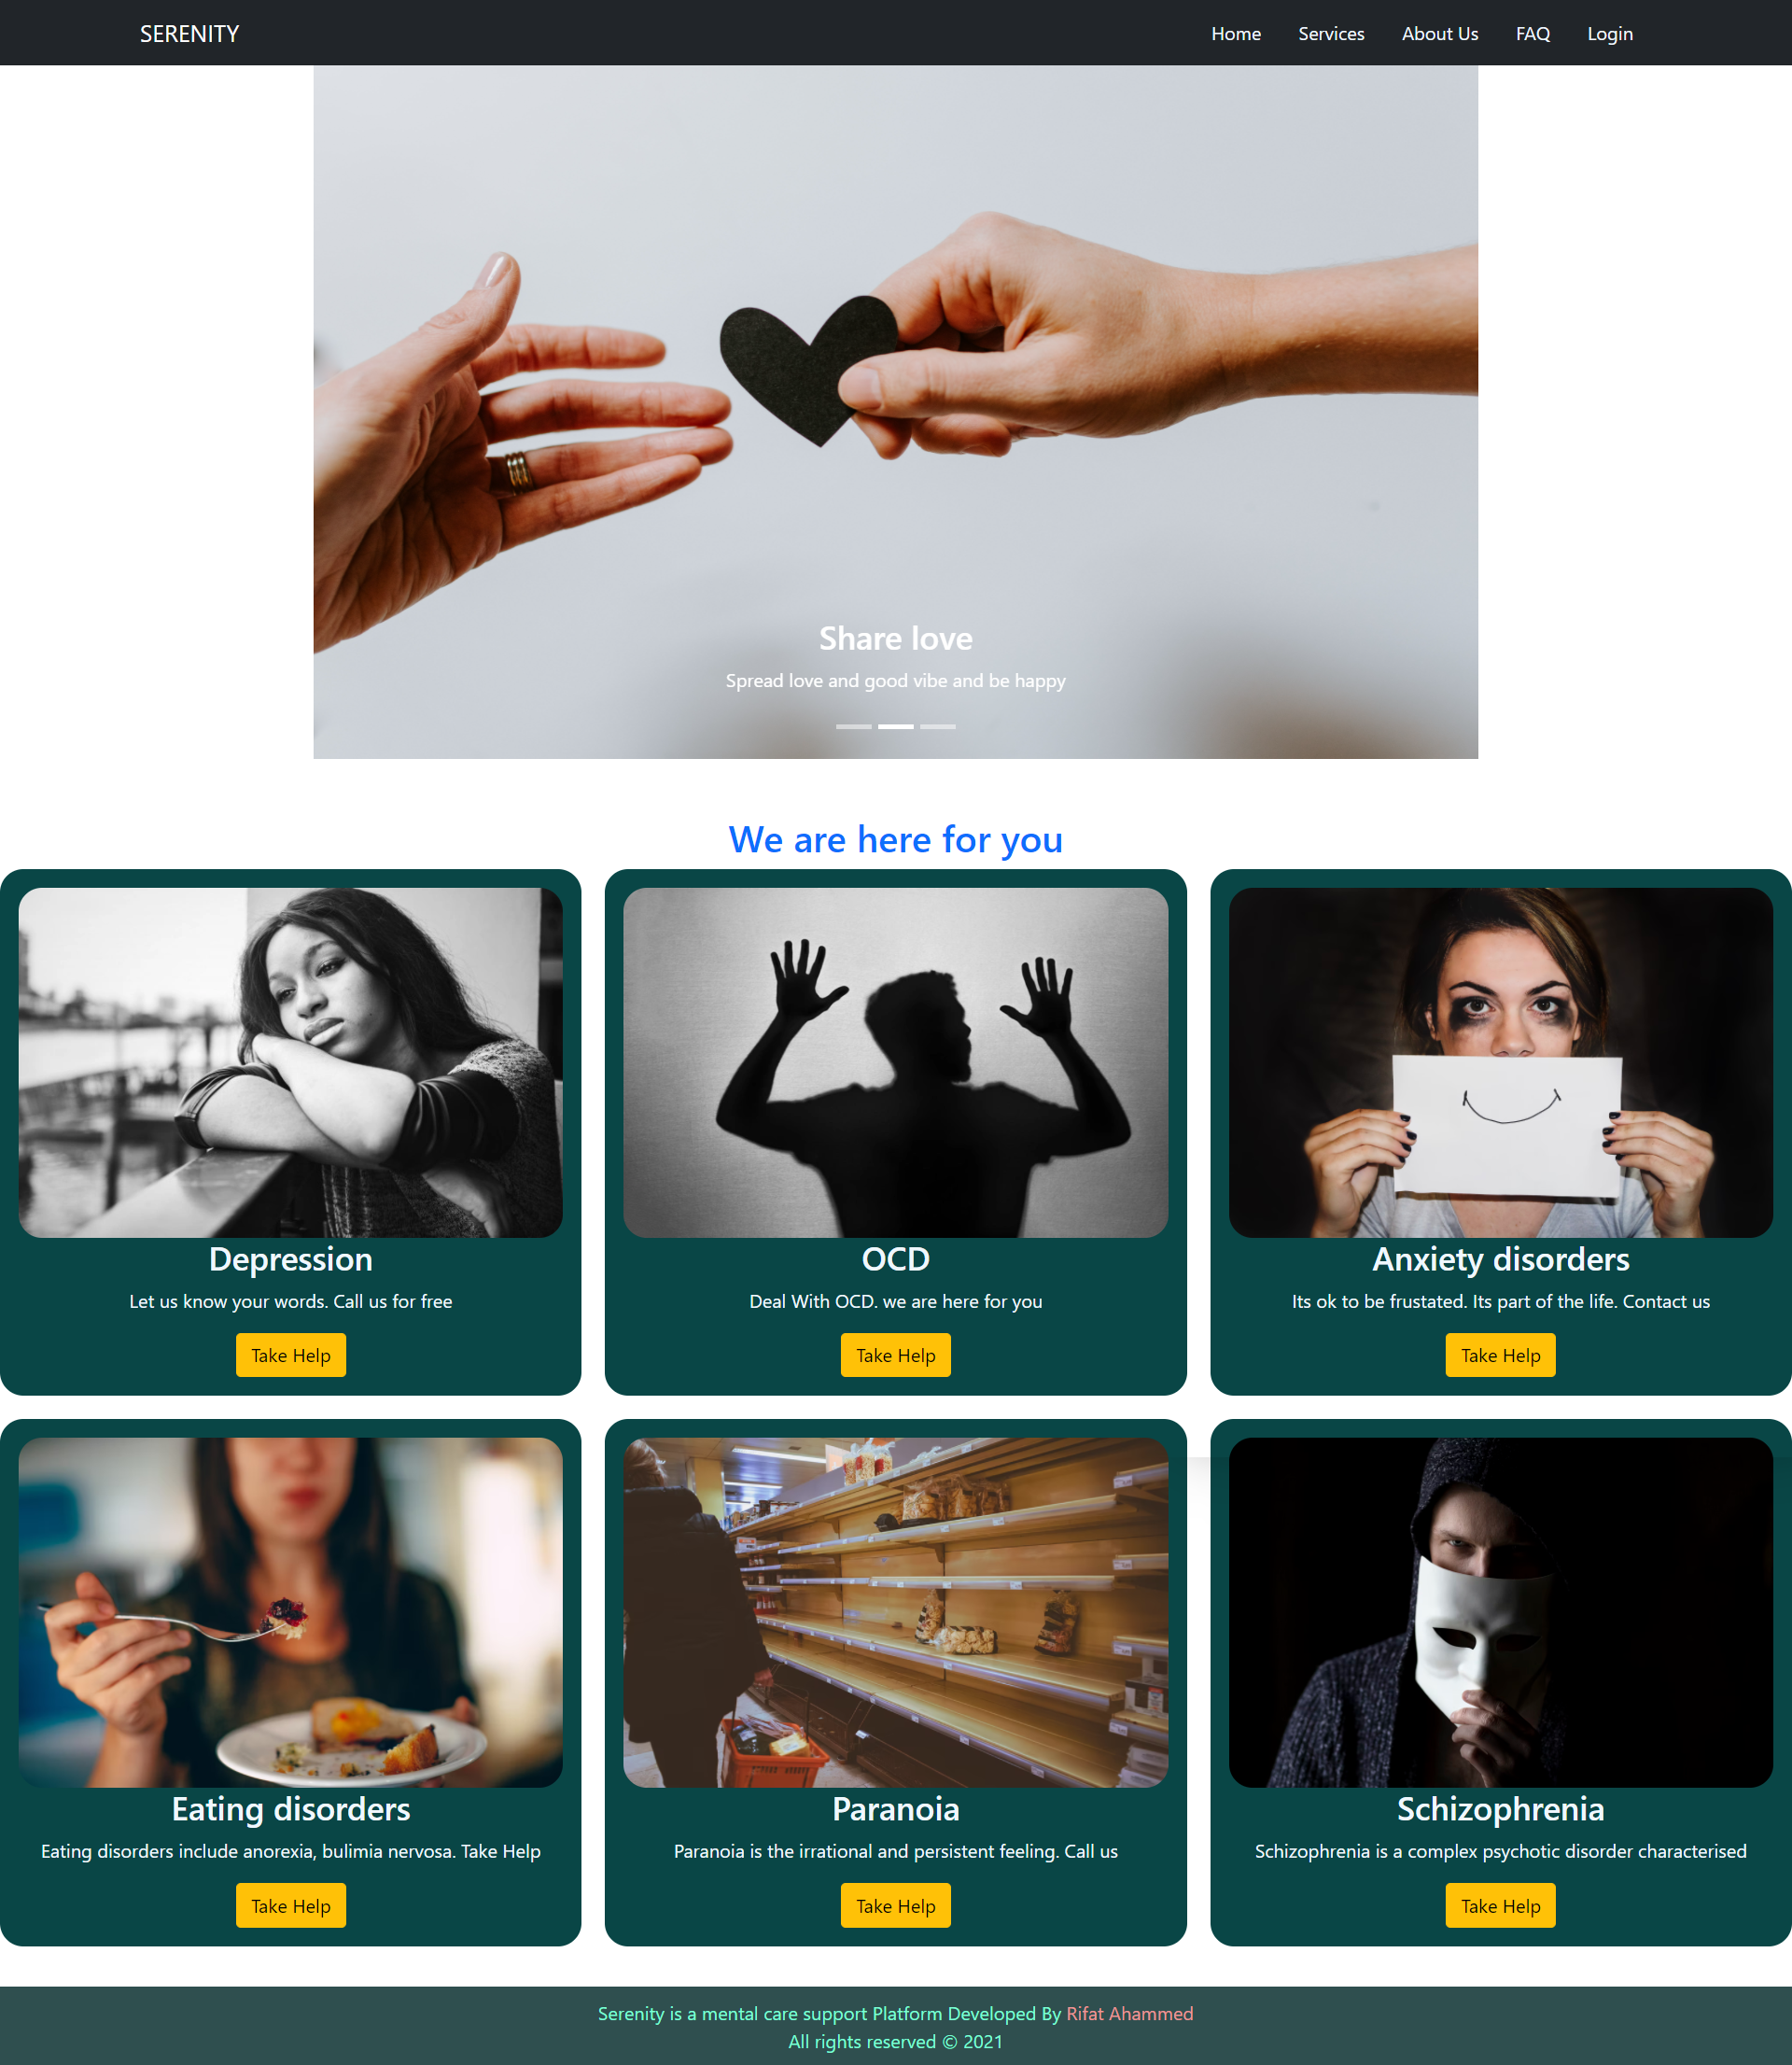 SERENITY
Home Services About Us FAQ Login
Share love
Spread love and good vibe and be happy
We are here for you
Depression
Let us know your words. Call us for free
Take Help
OCD
Deal With OCD. we are here for you
Take Help
Anxiety disorders
Its ok to be frustated. Its part of the life. Contact us
Take Help
Eating disorders
Eating disorders include anorexia, bulimia nervosa. Take Help
Take Help
Paranoia
Paranoia is the irrational and persistent feeling. Call us
Take Help
Schizophrenia
Schizophrenia is a complex psychotic disorder characterised
Take Help
Serenity is a mental care support Platform Developed By Rifat Ahammed
All rights reserved © 2021